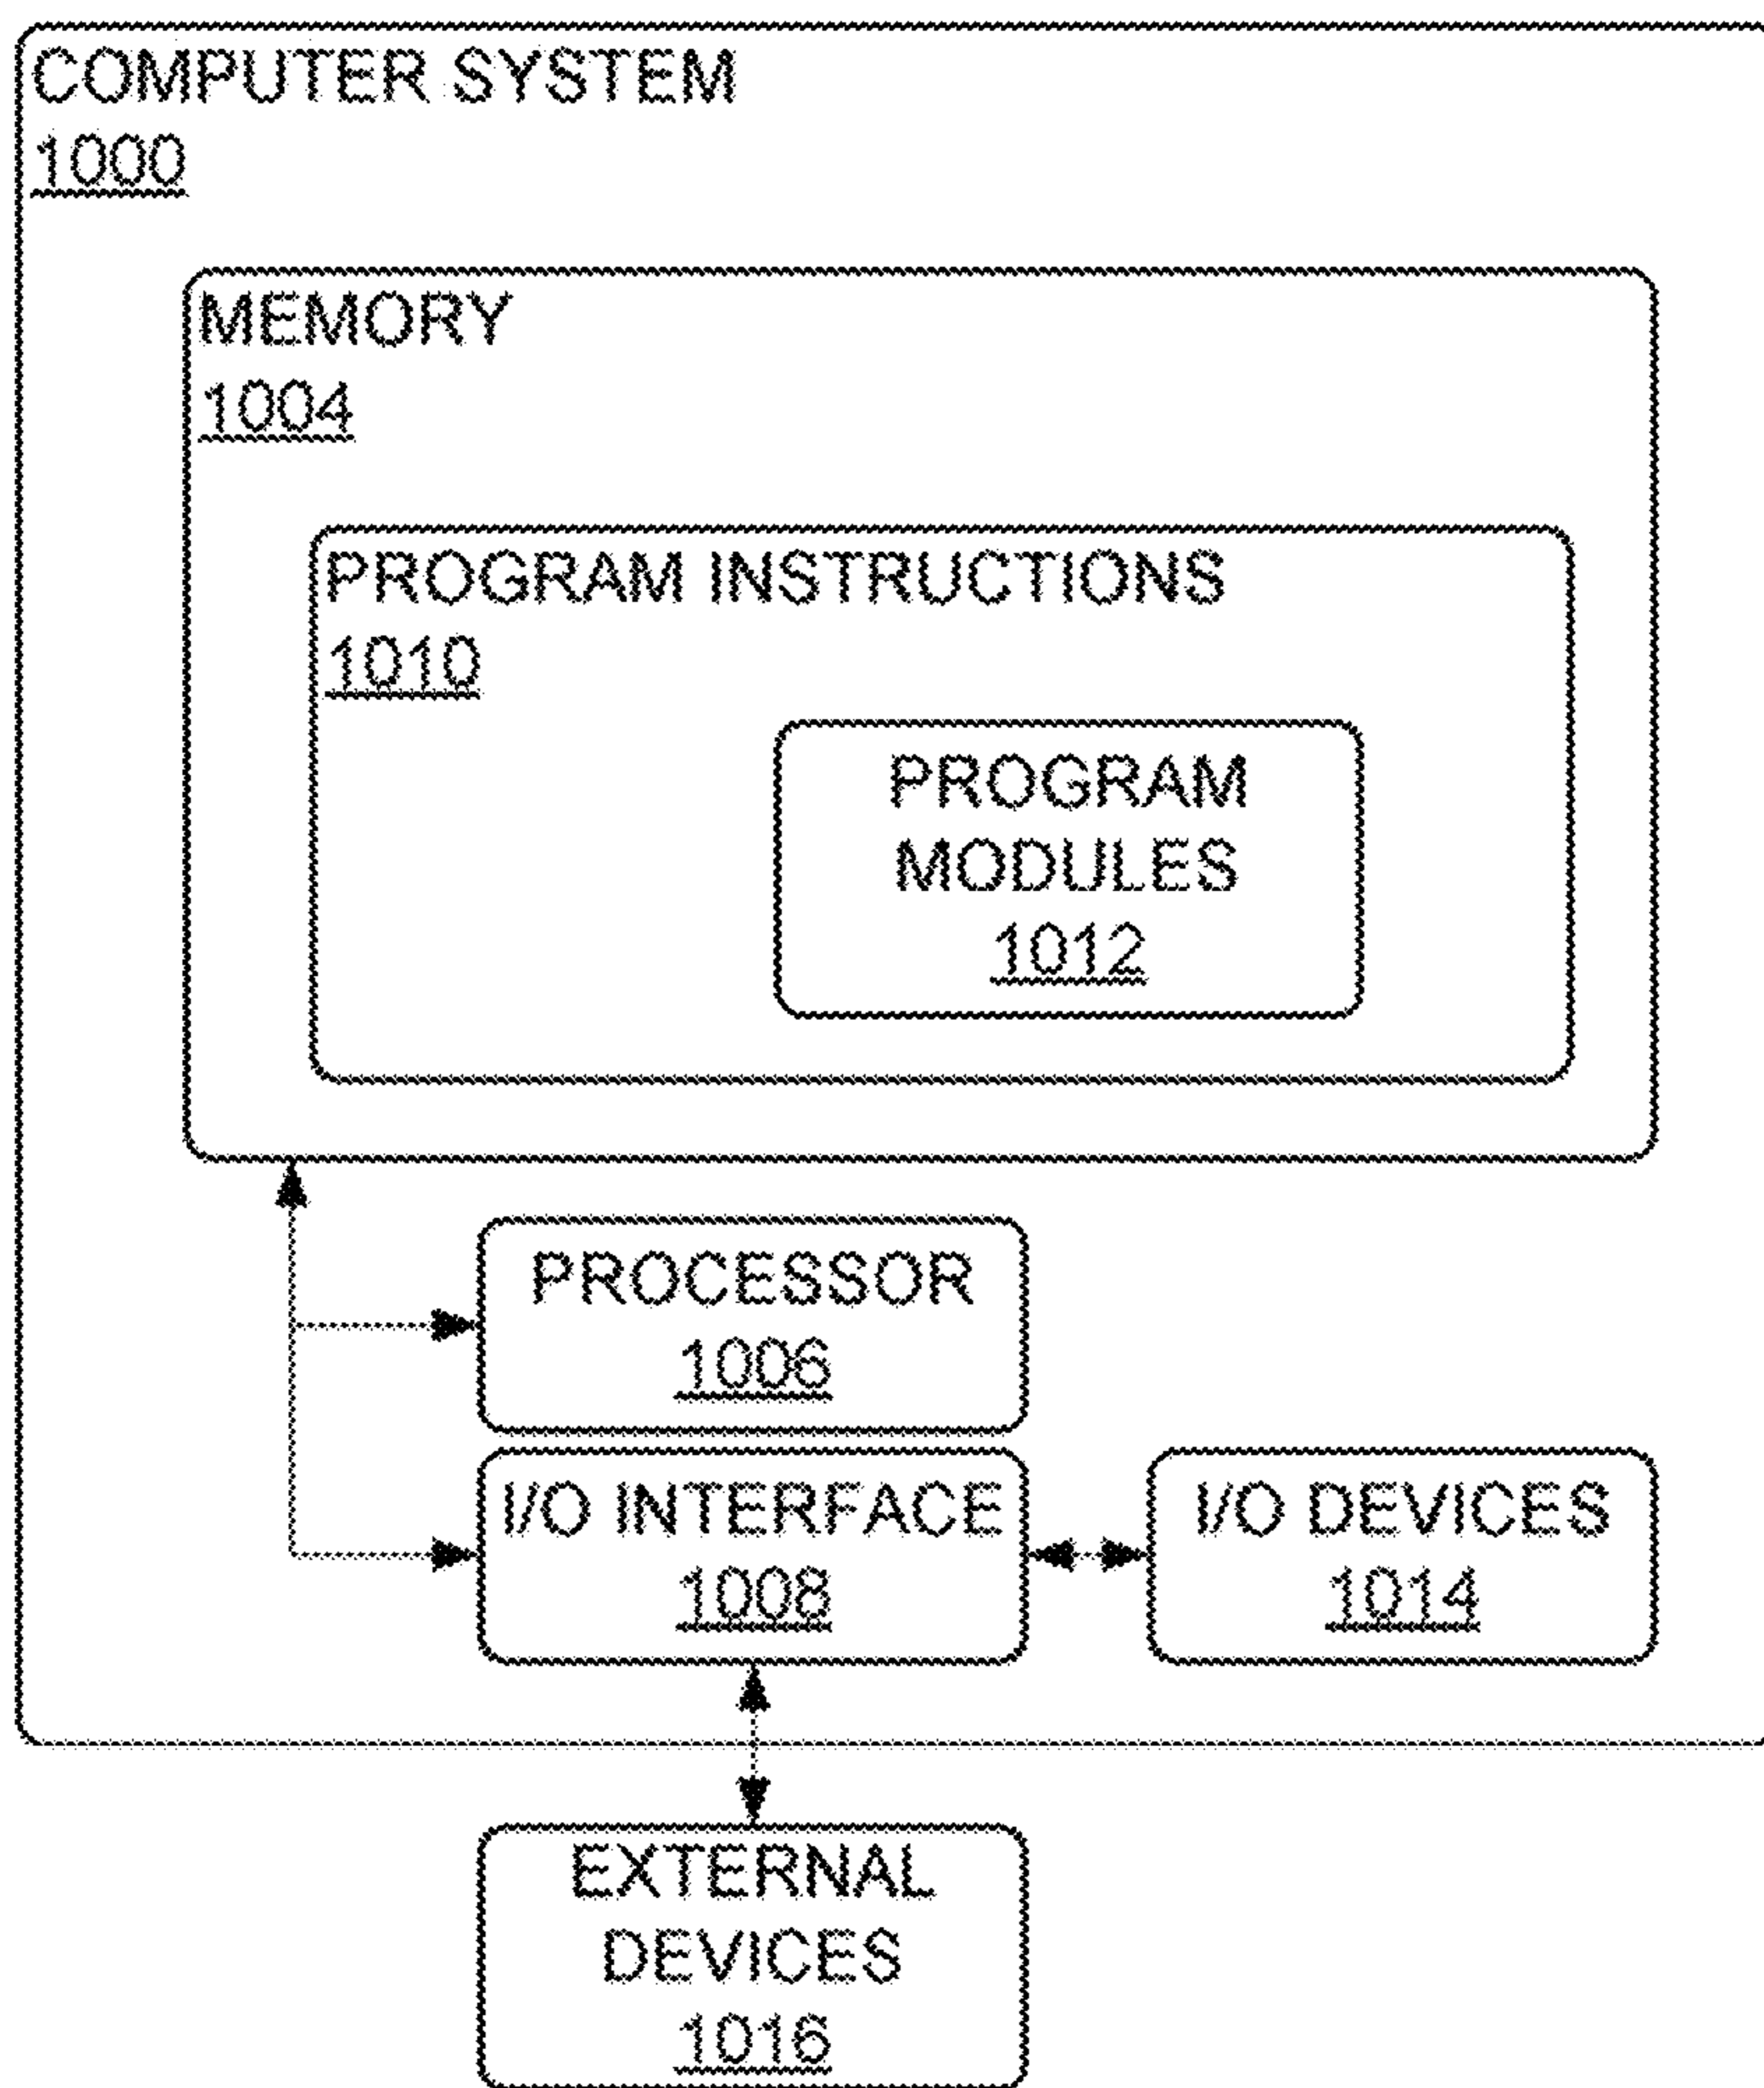 COMPUTER SYSTEM
1000
MEMORY
1004
PROGRAM INSTRUCTIONS
1010
PROGRAM
MODULES
1012
PROCESSOR
1006
I/O INTERFACE
1008
I/O DEVICES
1014
EXTERNAL
DEVICES
1016